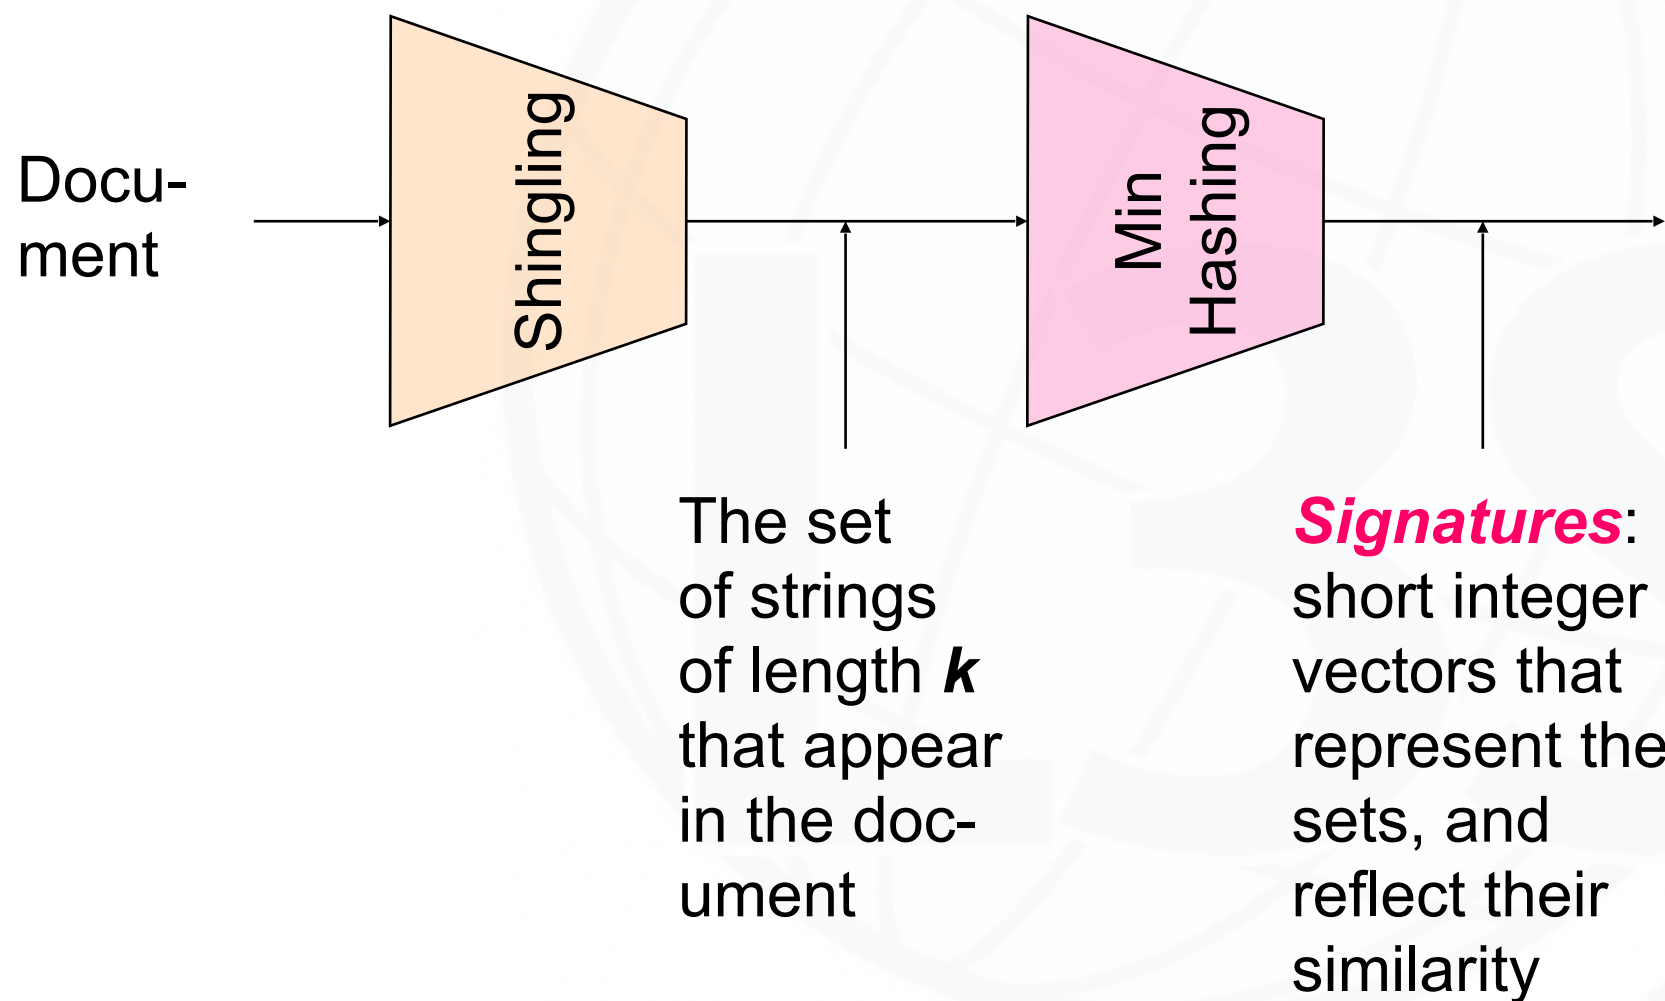 Docu-
ment
Shingling
Min
Hashing
The set
of strings
of length k
that appear
in the doc-
ument
Signatures:
short integer
vectors that
represent the
sets, and
reflect their
similarity